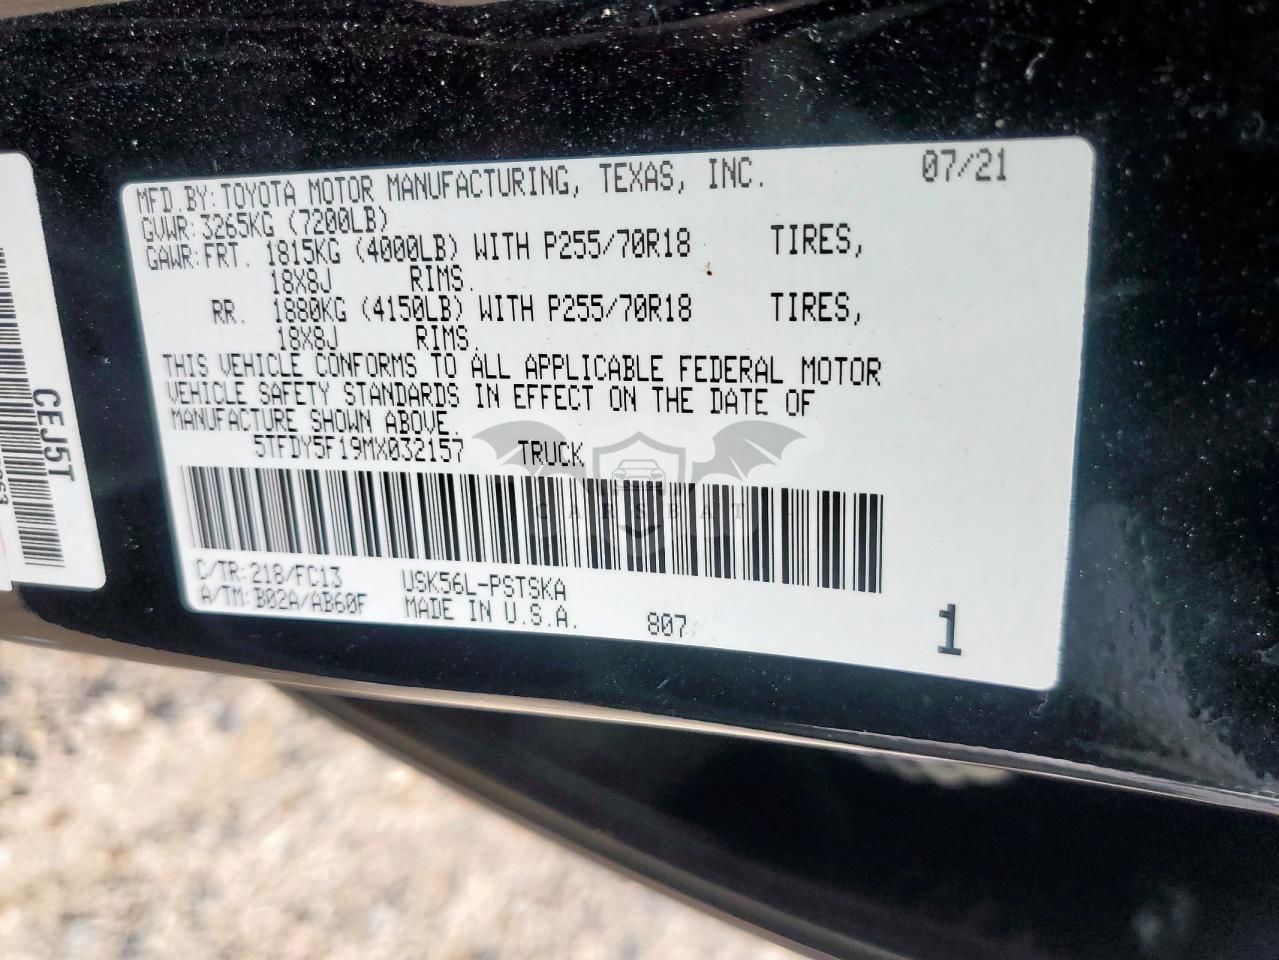 MFD.BY:TOYOTA MOTOR MANUFACTURING, TEXAS, INC. 07/21
GVWR:3265KG (7200LB)
GAWR:FRT. 1815KG (4000LB) WITH P255/70R18 TIRES,
18X8J RIMS.
RR. 1880KG (4150LB) WITH P255/70R18 TIRES,
18X8J RIMS.
THIS VEHICLE CONFORMS TO ALL APPLICABLE FEDERAL MOTOR
VEHICLE SAFETY STANDARDS IN EFFECT ON THE DATE OF
MANUFACTURE SHOWN ABOVE.
5TFDY5F19MX032157 TRUCK
CARSBAT
C/TR:218/FC13 USK56L-PSTSKA
A/TM:B02A/AB60F MADE IN U.S.A. 807 1
CEJ5T